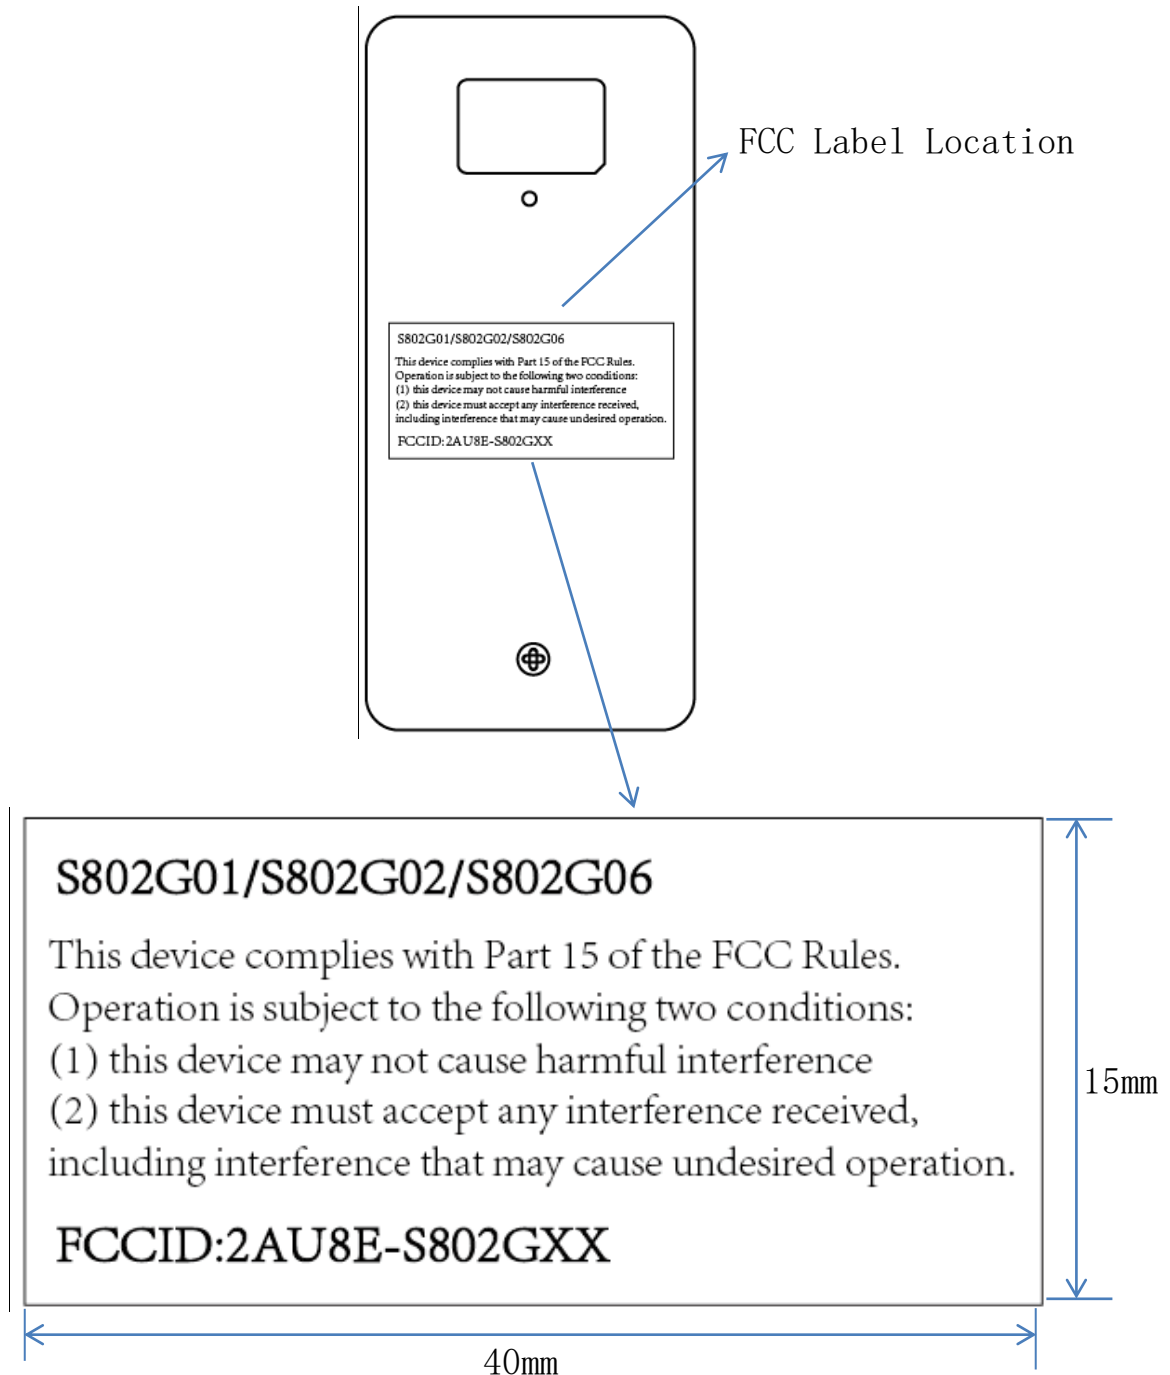 FCC Label Location
S802G01/S802G02/S802G06
This device complies with Part 15 of the FCC Rules.
Operation is subject to the following two conditions:
(1) this device may not cause harmful interference
(2) this device must accept any interference received,
including interference that may cause undesired operation.
FCCID:2AU8E-S802GXX
S802G01/S802G02/S802G06
This device complies with Part 15 of the FCC Rules.
Operation is subject to the following two conditions:
(1) this device may not cause harmful interference
(2) this device must accept any interference received,
including interference that may cause undesired operation.
FCCID:2AU8E-S802GXX
15mm
40mm